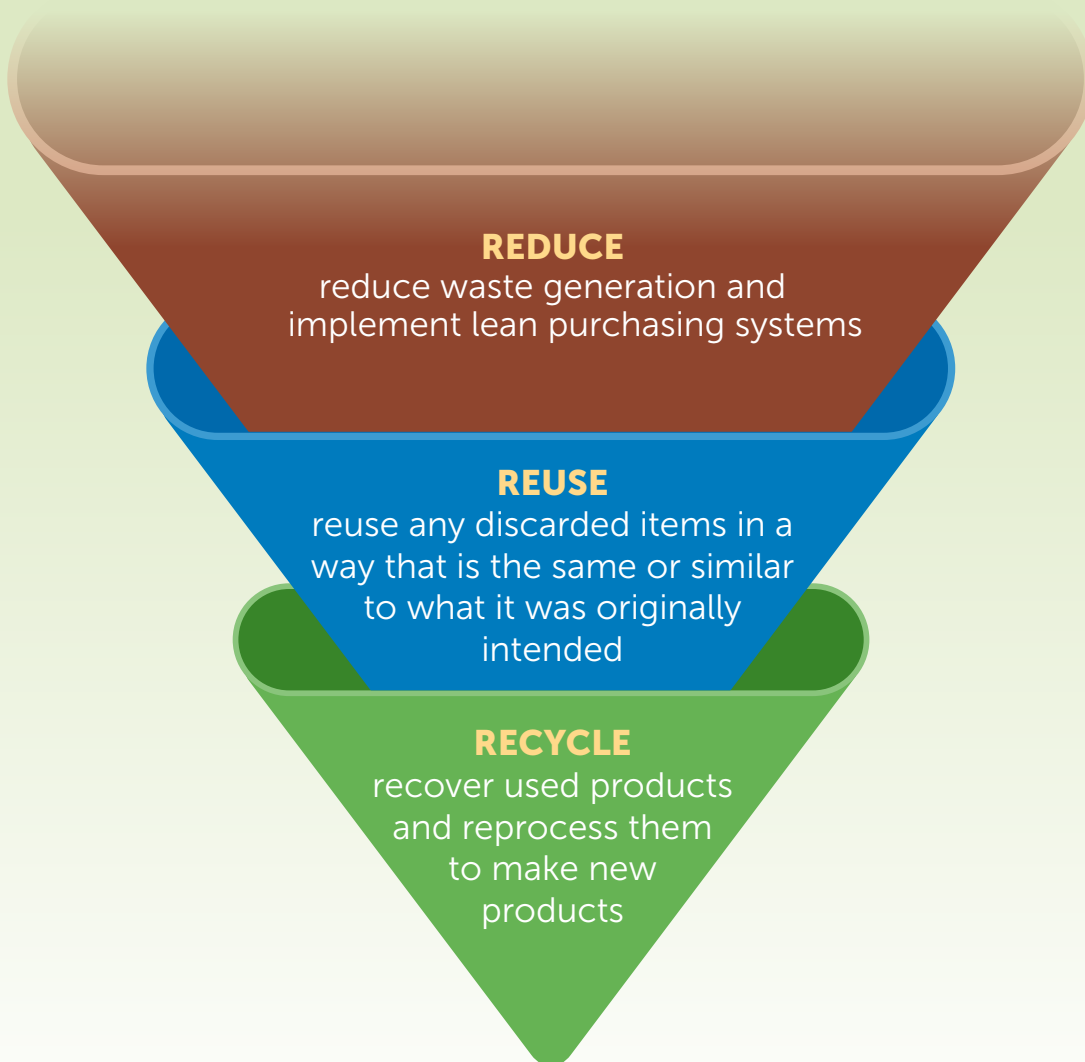 REDUCE
reduce waste generation and
implement lean purchasing systems
REUSE
reuse any discarded items in a
way that is the same or similar
to what it was originally
intended
RECYCLE
recover used products
and reprocess them
to make new
products